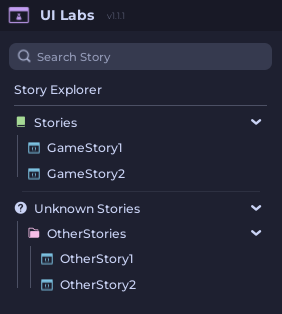 UI Labs v1.1.1
Search Story
Story Explorer
Stories
GameStory1
GameStory2
Unknown Stories
OtherStories
OtherStory1
OtherStory2